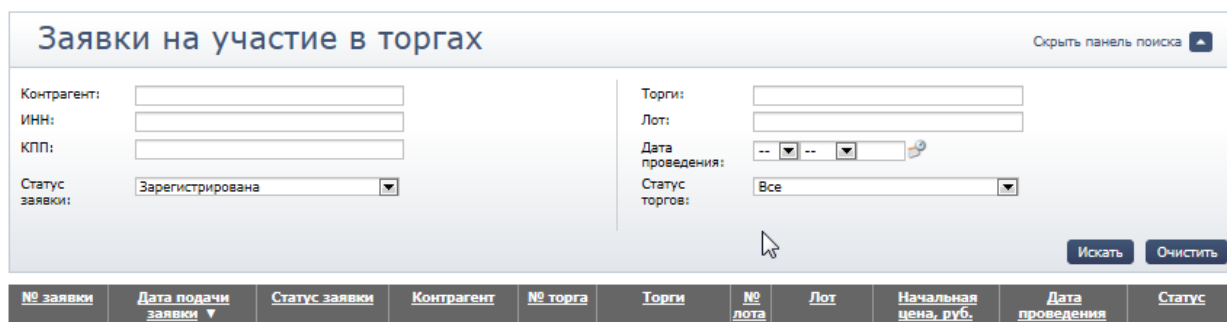 Заявки на участие в торгах
Скрыть панель поиска
Контрагент:
ИНН:
КПП:
Статус
заявки:
Зарегистрирована
Торги:
Лот:
Дата
проведения:
-- --
Статус
торгов:
Все
Искать
Очистить
№ заявки
Дата подачи
заявки ▼
Статус заявки
Контрагент
№ торга
Торги
№
лота
Лот
Начальная
цена, руб.
Дата
проведения
Статус